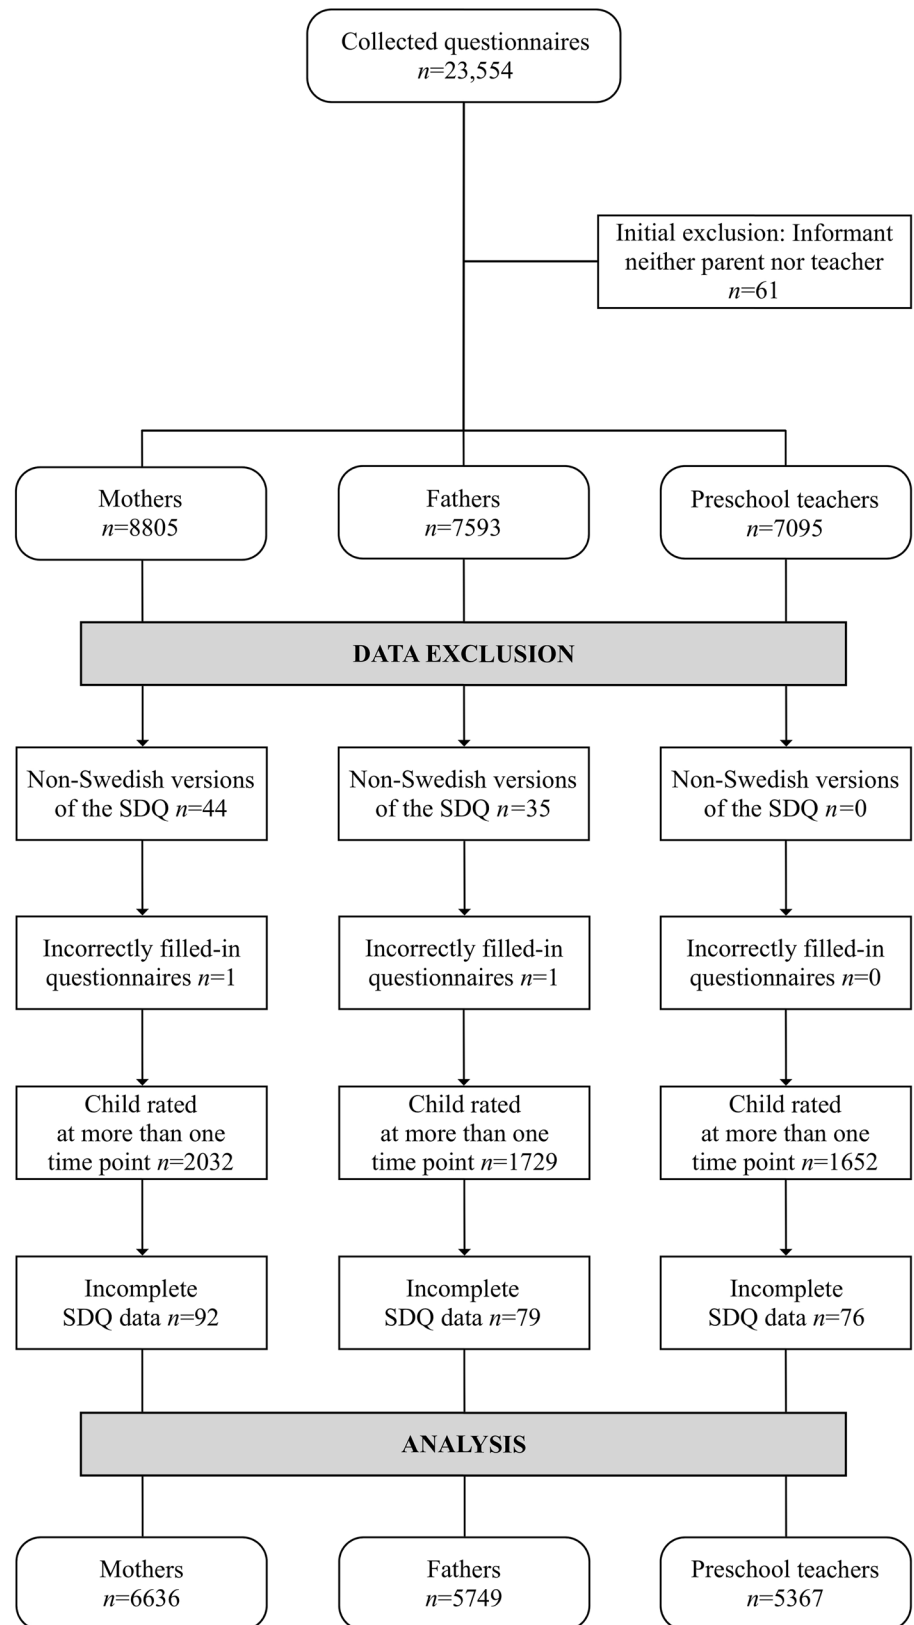 Collected questionnaires
n=23,554
Initial exclusion: Informant
neither parent nor teacher
n=61
Mothers
n=8805
Fathers
n=7593
Preschool teachers
n=7095
DATA EXCLUSION
Non-Swedish versions
of the SDQ n=44
Non-Swedish versions
of the SDQ n=35
Non-Swedish versions
of the SDQ n=0
Incorrectly filled-in
questionnaires n=1
Incorrectly filled-in
questionnaires n=1
Incorrectly filled-in
questionnaires n=0
Child rated
at more than one
time point n=2032
Child rated
at more than one
time point n=1729
Child rated
at more than one
time point n=1652
Incomplete
SDQ data n=92
Incomplete
SDQ data n=79
Incomplete
SDQ data n=76
ANALYSIS
Mothers
n=6636
Fathers
n=5749
Preschool teachers
n=5367